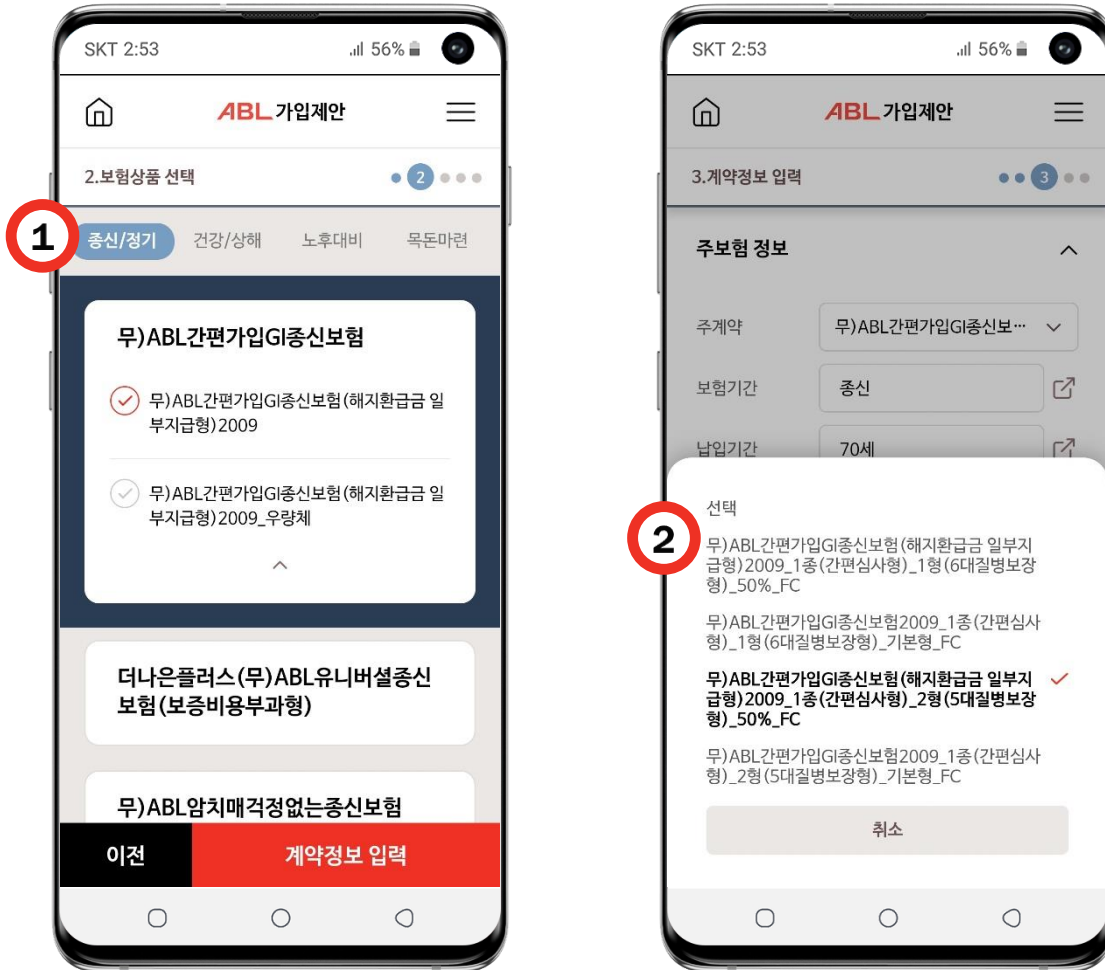 SKT 2:53
56%
ABL 가입제안
2.보험상품 선택
2
1
종신/정기
건강/상해
노후대비
목돈마련
무)ABL간편가입GI종신보험
무)ABL간편가입GI종신보험(해지환급금 일
부지급형)2009
무)ABL간편가입GI종신보험(해지환급금 일
부지급형)2009_우량체
더나은플러스(무)ABL유니버셜종신
보험(보증비용부과형)
무)ABL암치매걱정없는종신보험
이전
계약정보 입력
SKT 2:53
56%
ABL 가입제안
3.계약정보 입력
3
주보험 정보
주계약
무)ABL간편가입GI종신보…
보험기간
종신
납입기간
70세
2
선택
무)ABL간편가입GI종신보험(해지환급금 일부지
급형)2009_1종(간편심사형)_1형(6대질병보장
형)_50%_FC
무)ABL간편가입GI종신보험2009_1종(간편심사
형)_1형(6대질병보장형)_기본형_FC
무)ABL간편가입GI종신보험(해지환급금 일부지
급형)2009_1종(간편심사형)_2형(5대질병보장
형)_50%_FC
무)ABL간편가입GI종신보험2009_1종(간편심사
형)_2형(5대질병보장형)_기본형_FC
취소